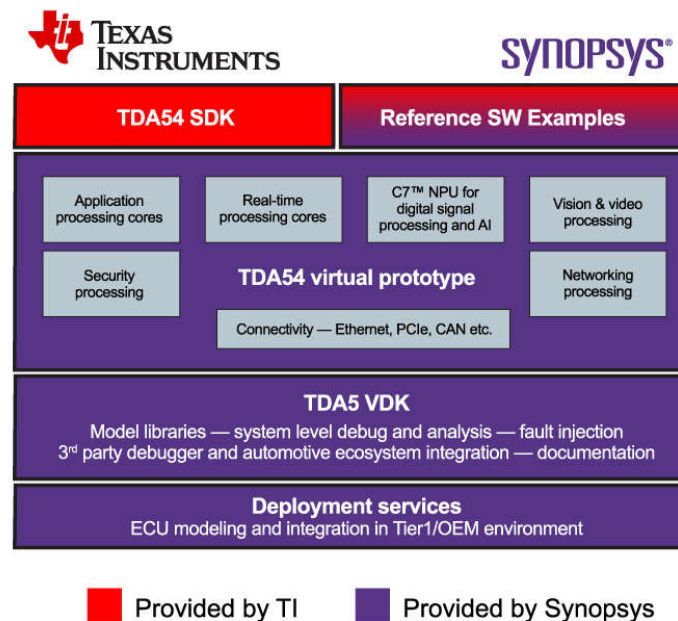 TEXAS
INSTRUMENTS
SYNOPSYS®
TDA54 SDK
Reference SW Examples
Application
processing cores
Real-time
processing cores
C7™ NPU for
digital signal
processing and AI
Vision & video
processing
Security
processing
TDA54 virtual prototype
Networking
processing
Connectivity — Ethernet, PCIe, CAN etc.
TDA5 VDK
Model libraries — system level debug and analysis — fault injection
3rd party debugger and automotive ecosystem integration — documentation
Deployment services
ECU modeling and integration in Tier1/OEM environment
Provided by TI
Provided by Synopsys